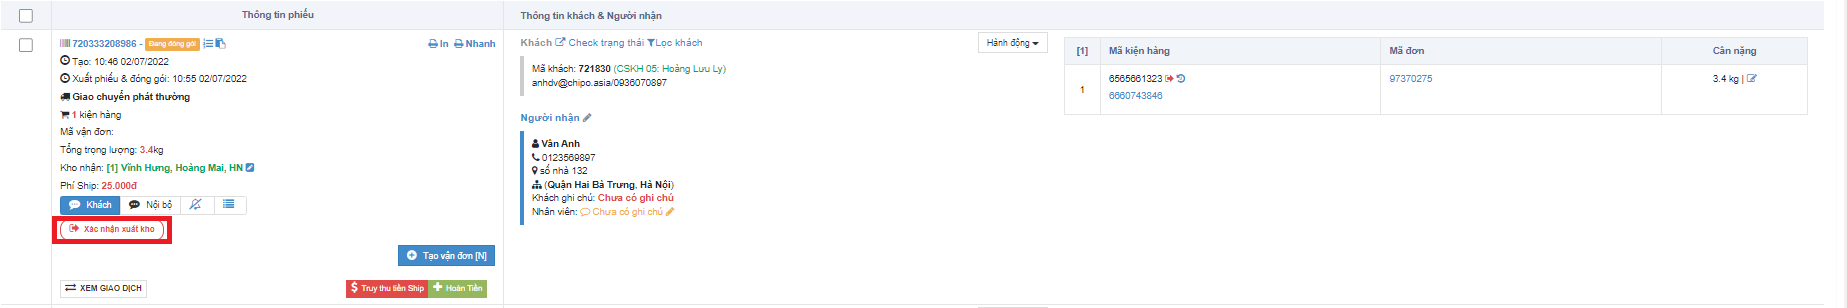 Thông tin phiếu
Thông tin khách & Người nhận
720333208986 - Đang đóng gói
In Nhanh
Tạo: 10:46 02/07/2022
Xuất phiếu & đóng gói: 10:55 02/07/2022
Giao chuyển phát thường
1 kiện hàng
Mã vận đơn:
Tổng trọng lượng: 3.4kg
Kho nhận: [1] Vĩnh Hưng, Hoàng Mai, HN
Phí Ship: 25.000đ
Khách Nội bộ
Xác nhận xuất kho
Tạo vận đơn [N]
XEM GIAO DỊCH
Truy thu tiền Ship
Hoàn Tiền
Khách Check trạng thái Lọc khách
Hành động
Mã khách: 721830 (CSKH 05: Hoàng Lưu Ly)
anhdv@chipo.asia/0936070897
Người nhận
Vân Anh
0123569897
số nhà 132
(Quận Hai Bà Trưng, Hà Nội)
Khách ghi chú: Chưa có ghi chú
Nhân viên: Chưa có ghi chú
[1] Mã kiện hàng Mã đơn Cân nặng
1 6565661323 97370275 3.4 kg |
6660743846